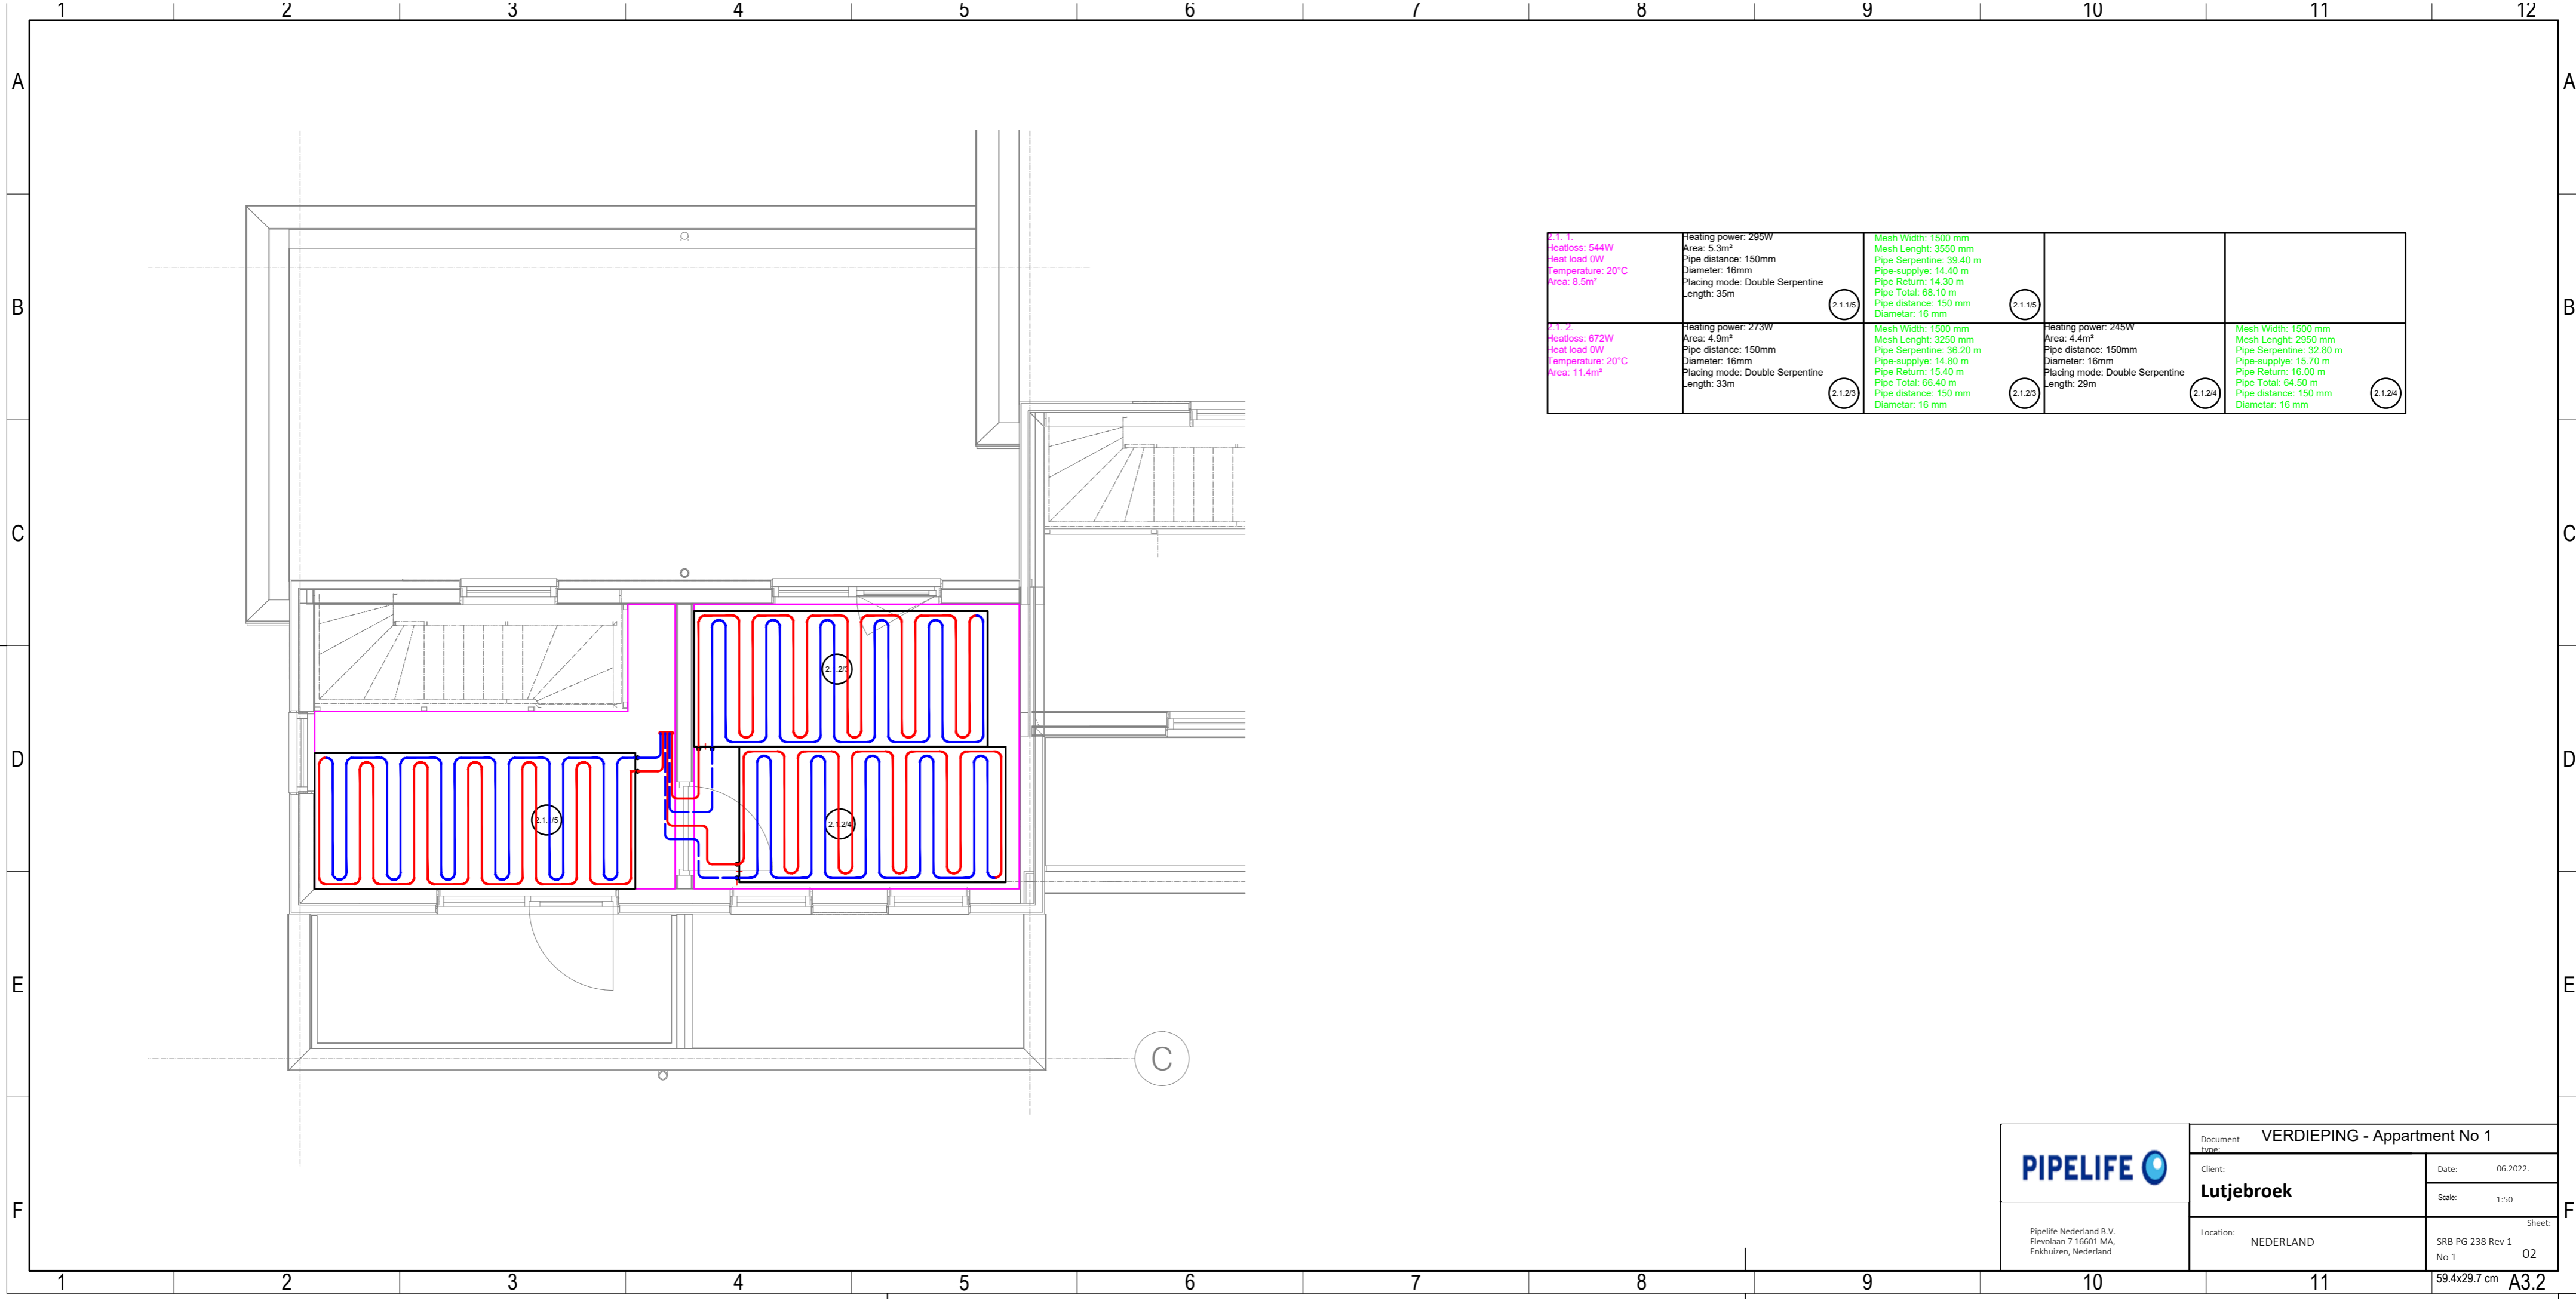 1 2 3 4 5 6 7 8 9 10 11 12
A A
B B
C C
D D
E E
F F
2.1. 1.
Heatloss: 544W
Heat load 0W
Temperature: 20°C
Area: 8.5m²
Heating power: 295W
Area: 5.3m²
Pipe distance: 150mm
Diameter: 16mm
Placing mode: Double Serpentine
Length: 35m
2.1.1/5
Mesh Width: 1500 mm
Mesh Lenght: 3650 mm
Pipe Serpentine: 39.40 m
Pipe-supplye: 14.40 m
Pipe Return: 14.30 m
Pipe Total: 68.10 m
Pipe distance: 150 mm
Diametar: 16 mm
2.1.1/5
2.1. 2.
Heatloss: 672W
Heat load 0W
Temperature: 20°C
Area: 11.4m²
Heating power: 273W
Area: 4.9m²
Pipe distance: 150mm
Diameter: 16mm
Placing mode: Double Serpentine
Length: 33m
2.1.2/3
Mesh Width: 1500 mm
Mesh Lenght: 3250 mm
Pipe Serpentine: 36.20 m
Pipe-supplye: 14.80 m
Pipe Return: 15.40 m
Pipe Total: 66.40 m
Pipe distance: 150 mm
Diametar: 16 mm
2.1.2/3
Heating power: 245W
Area: 4.4m²
Pipe distance: 150mm
Diameter: 16mm
Placing mode: Double Serpentine
Length: 29m
2.1.2/4
Mesh Width: 1500 mm
Mesh Lenght: 2950 mm
Pipe Serpentine: 32.80 m
Pipe-supplye: 15.70 m
Pipe Return: 16.00 m
Pipe Total: 64.50 m
Pipe distance: 150 mm
Diametar: 16 mm
2.1.2/4
2.1.2/3
2.1.1/5
2.1.2/4
C
PIPELIFE
Pipelife Nederland B.V.
Flevolaan 7 16601 MA,
Enkhuizen, Nederland
Document type: VERDIEPING - Appartment No 1
Client:
Lutjebroek
Date: 06.2022.
Scale: 1:50
Location: NEDERLAND
Sheet:
SRB PG 238 Rev 1
No 1 02
1 2 3 4 5 6 7 8 9 10 11
59.4x29.7 cm A3.2